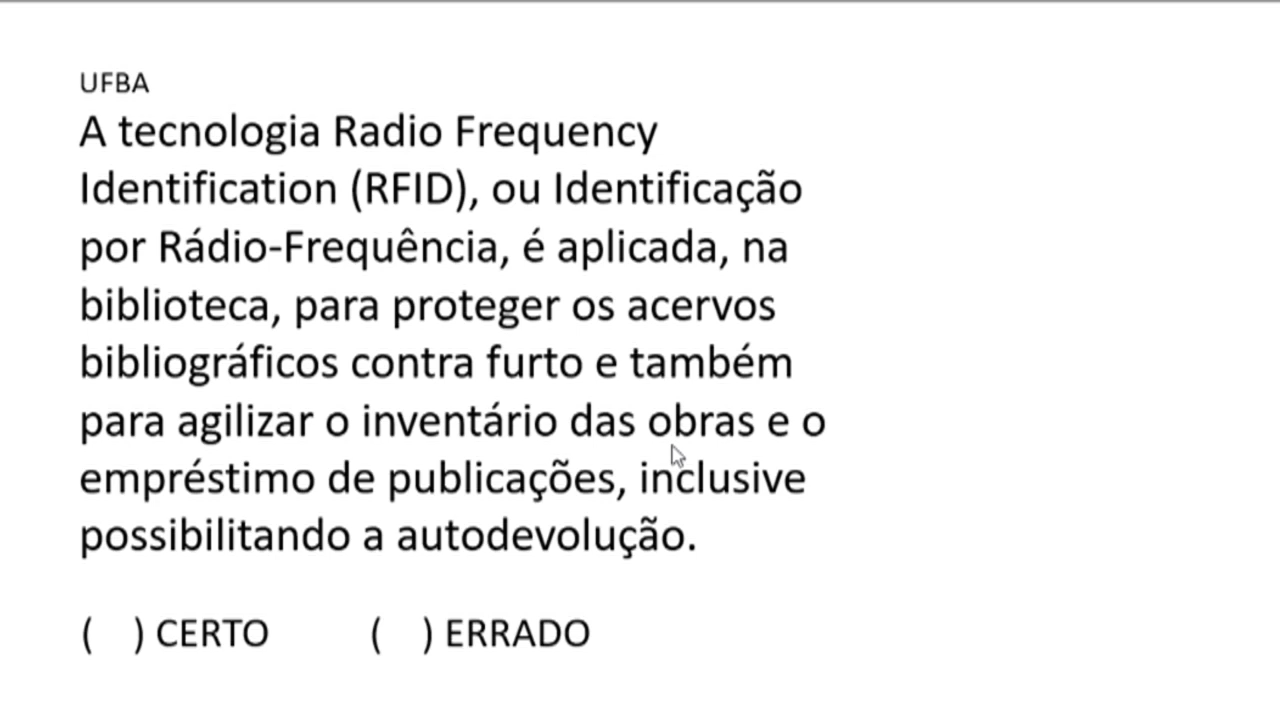 UFBA
A tecnologia Radio Frequency
Identification (RFID), ou Identificação
por Rádio-Frequência, é aplicada, na
biblioteca, para proteger os acervos
bibliográficos contra furto e também
para agilizar o inventário das obras e o
empréstimo de publicações, inclusive
possibilitando a autodevolução.
( ) CERTO ( ) ERRADO